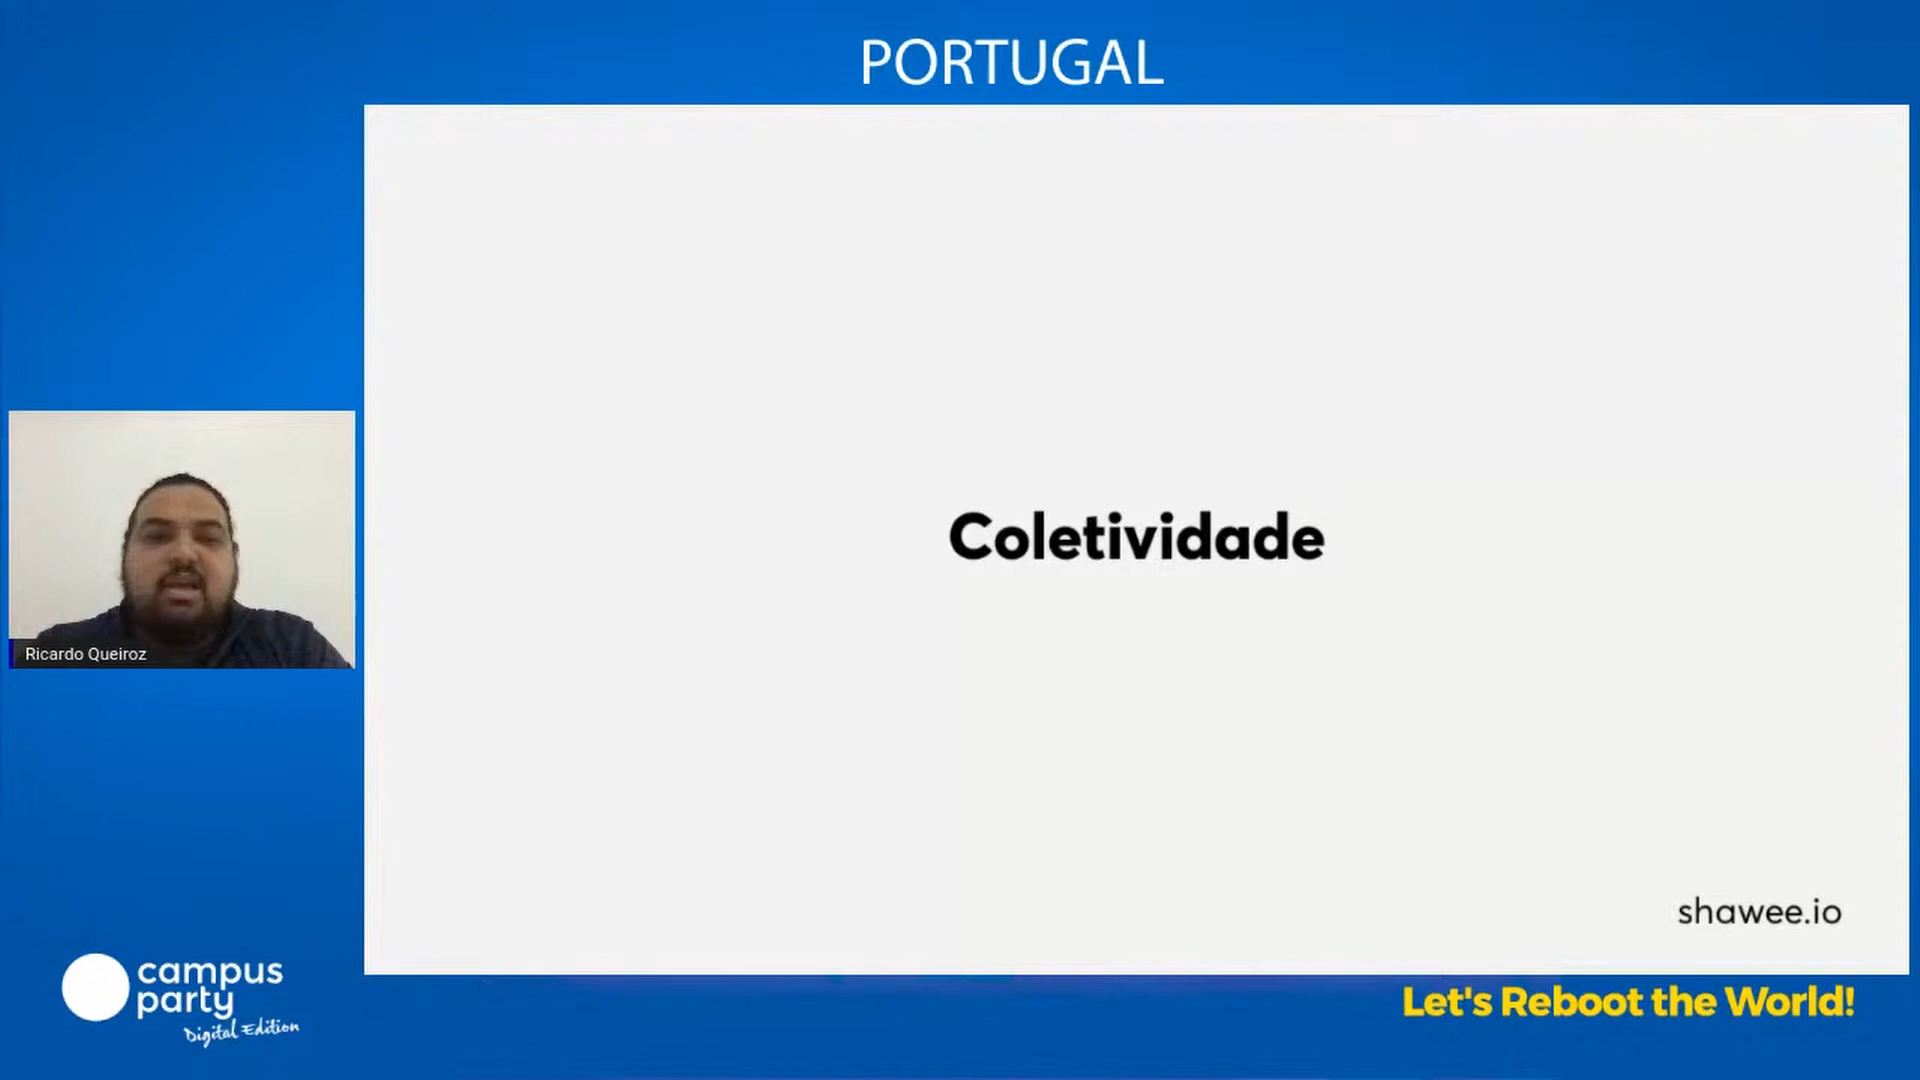 PORTUGAL
Coletividade
Ricardo Queiroz
shawee.io
campus
party
Digital Edition
Let's Reboot the World!